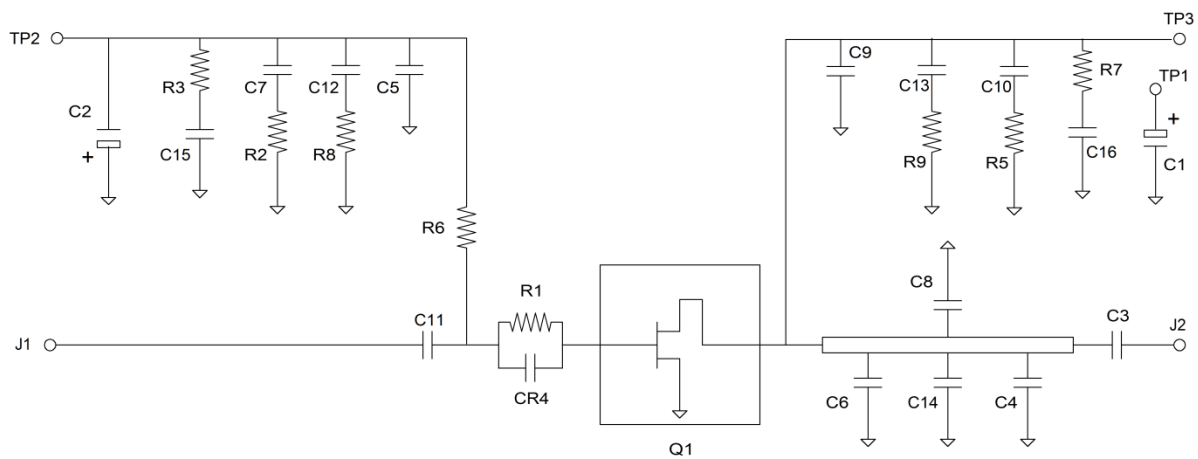 TP2
C2
+
R3
C15
C7
R2
C12
R8
C5
R6
J1
C11
R1
CR4
Q1
C9
C13
R9
C10
R5
R7
C16
TP3
TP1
+
C1
C8
C6
C14
C4
C3
J2